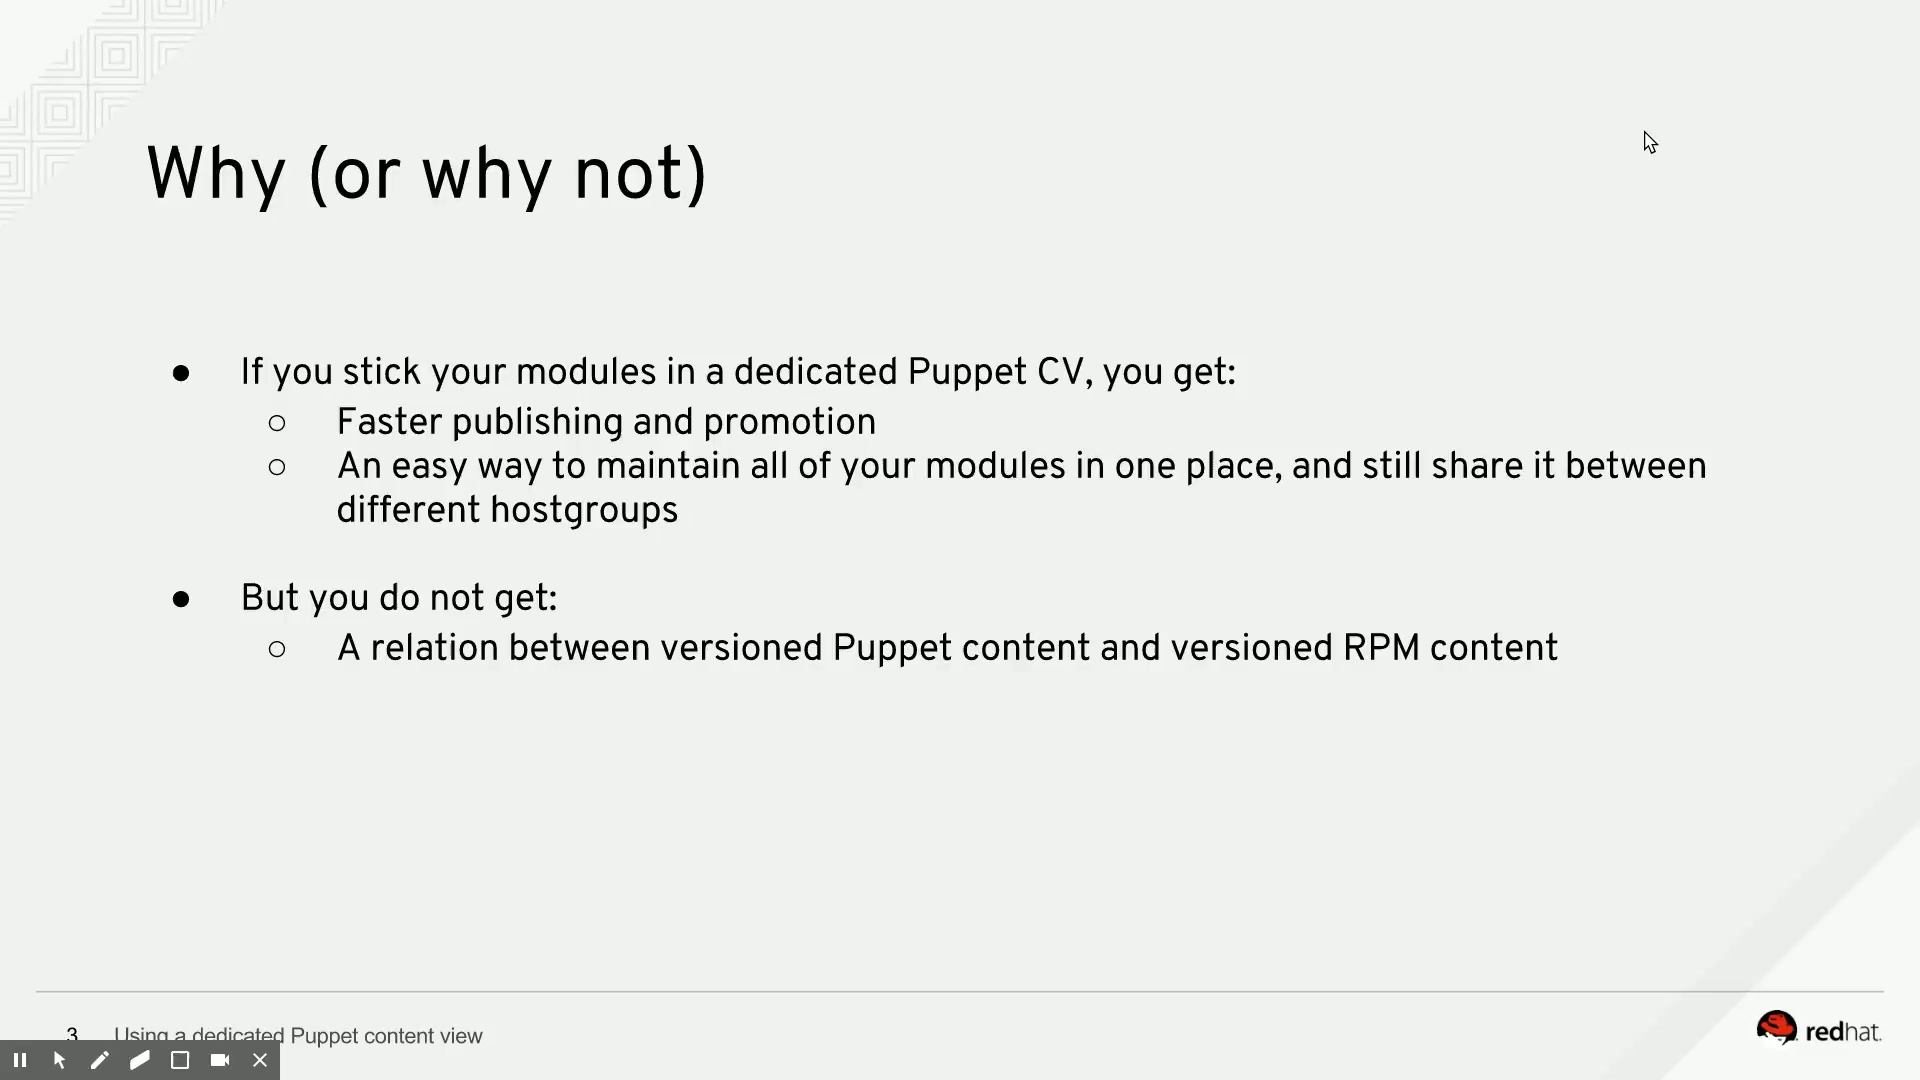 Why (or why not)
● If you stick your modules in a dedicated Puppet CV, you get:
○ Faster publishing and promotion
○ An easy way to maintain all of your modules in one place, and still share it between
different hostgroups
● But you do not get:
○ A relation between versioned Puppet content and versioned RPM content
3 Using a dedicated Puppet content view
redhat.